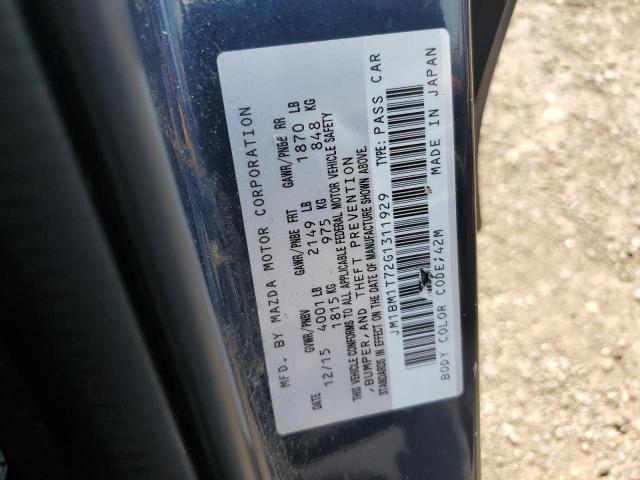 MFD. BY MAZDA MOTOR CORPORATION
GVWR/PNBV GAWR/PNBE FRT GAWR/PNBE RR
DATE 12/15 4001 LB 2149 LB 1870 LB
1815 KG 975 KG 848 KG
THIS VEHICLE CONFORMS TO ALL APPLICABLE FEDERAL MOTOR VEHICLE SAFETY
,BUMPER, AND THEFT PREVENTION
STANDARDS IN EFFECT ON THE DATE OF MANUFACTURE SHOWN ABOVE.
JM1BM1T72G1311929 TYPE: PASS CAR
BODY COLOR CODE;42M MADE IN JAPAN